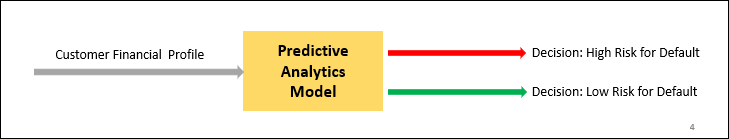 Customer Financial Profile
Predictive
Analytics
Model
Decision: High Risk for Default
Decision: Low Risk for Default
4